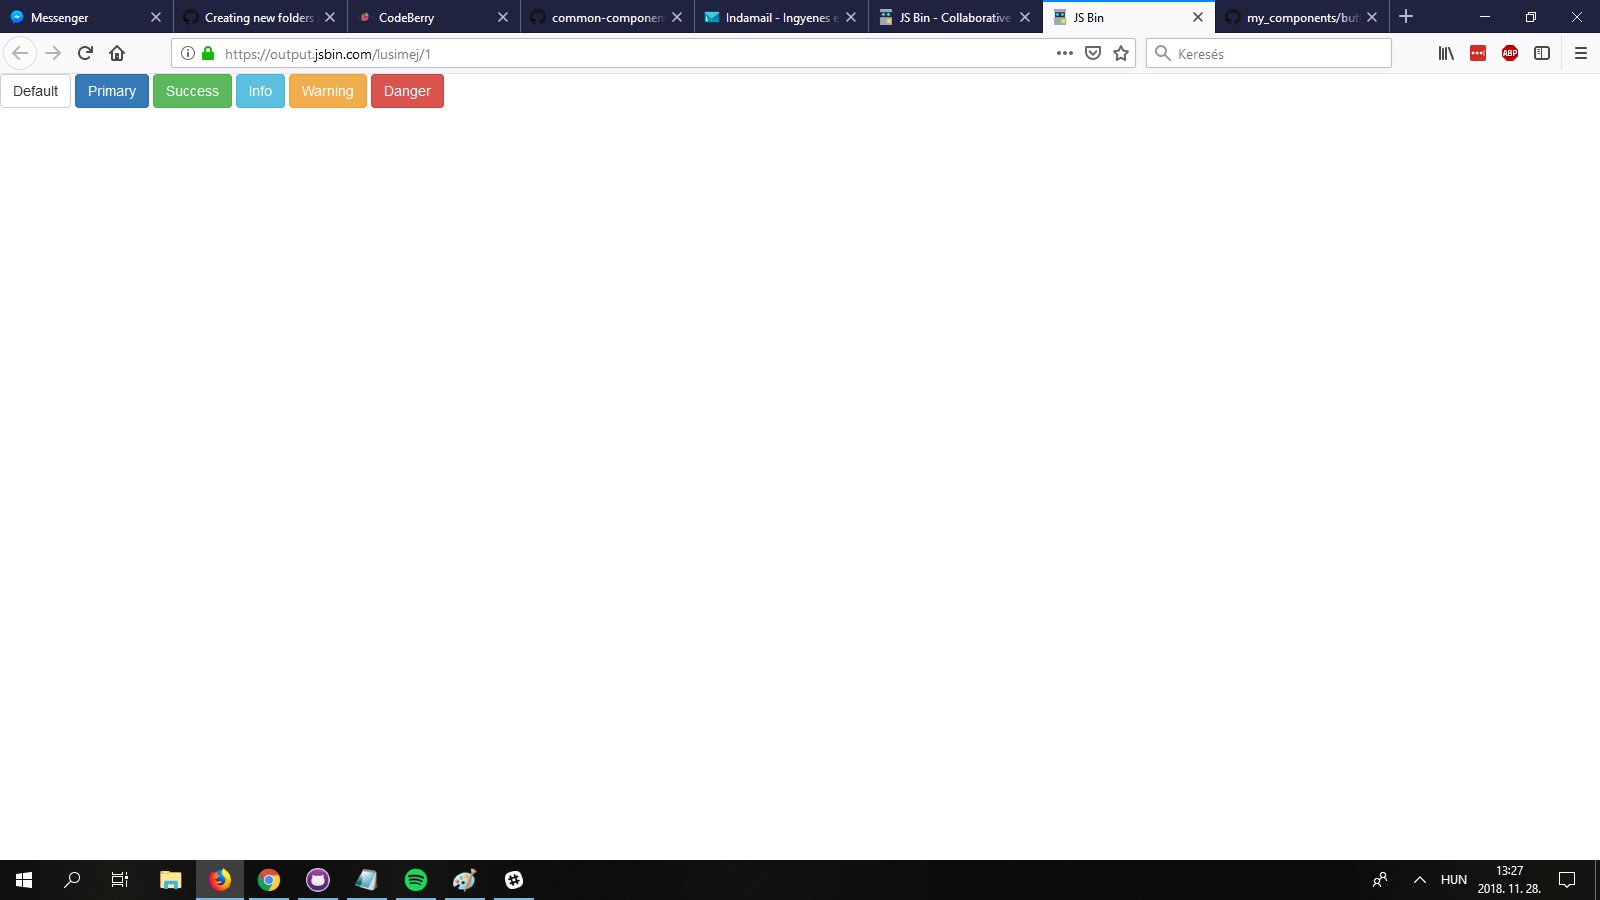 Messenger
Creating new folders
CodeBerry
common-component
Indamail - Ingyenes e
JS Bin - Collaborative
JS Bin
my_components/but
https://output.jsbin.com/lusimej/1
Keresés
ABP
Default Primary Success Info Warning Danger
HUN
13:27
2018. 11. 28.